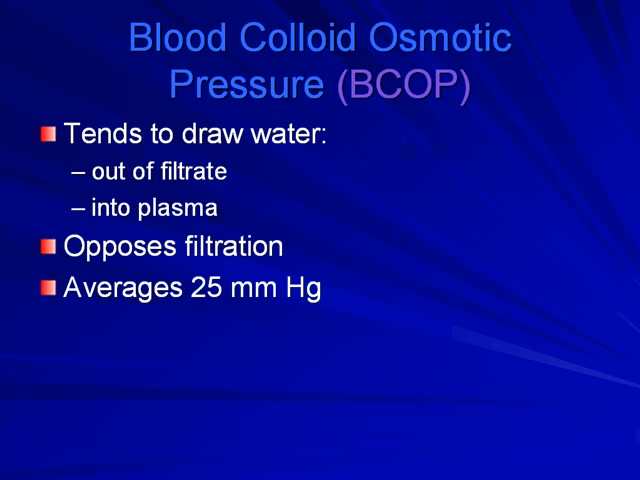 Blood Colloid Osmotic
Pressure (BCOP)
Tends to draw water:
– out of filtrate
– into plasma
Opposes filtration
Averages 25 mm Hg